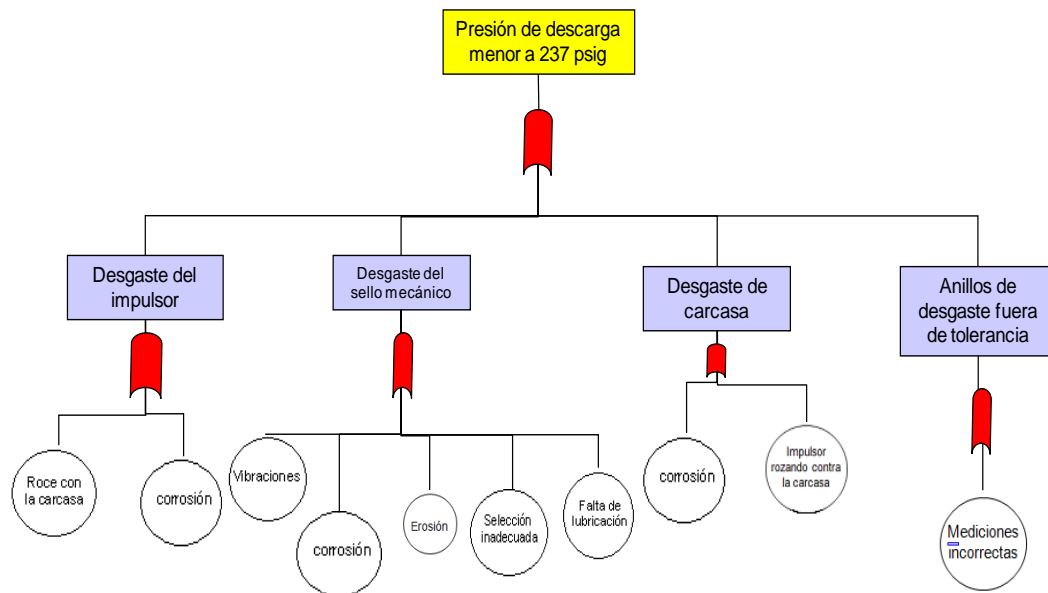 Presión de descarga
menor a 237 psig
Desgaste del
impulsor
Desgaste del
sello mecánico
Desgaste de
carcasa
Anillos de
desgaste fuera
de tolerancia
Roce con
la carcasa
corrosión
Vibraciones
corrosión
Erosión
Selección
inadecuada
Falta de
lubricación
corrosión
Impulsor
rozando contra
la carcasa
Mediciones
incorrectas